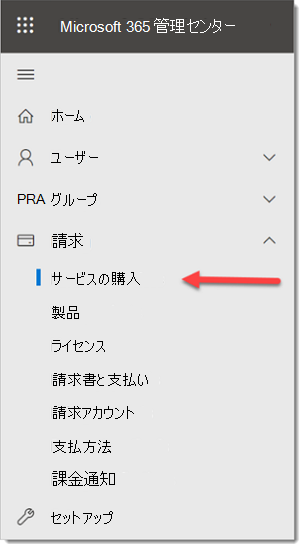 Microsoft 365 管理センター
ホーム
ユーザー
PRA グループ
請求
サービスの購入
製品
ライセンス
請求書と支払い
請求アカウント
支払方法
課金通知
セットアップ